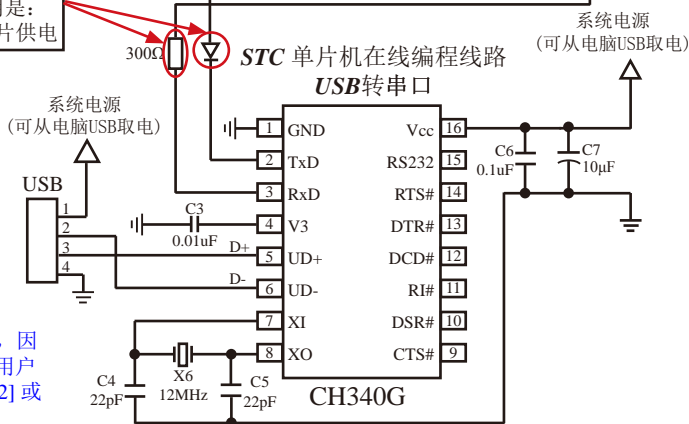 用是：
片供电
300Ω
STC 单片机在线编程线路
USB转串口
系统电源
(可从电脑USB取电)
系统电源
(可从电脑USB取电)
USB
1
2
3
4
1 GND
2 TxD
3 RxD
4 V3
5 UD+
6 UD-
7 XI
8 XO
Vcc 16
RS232 15
RTS# 14
DTR# 13
DCD# 12
RI# 11
DSR# 10
CTS# 9
C3
0.01uF
D+
D-
C6
0.1uF
C7
10μF
C4
22pF
X6
12MHz
C5
22pF
CH340G
，因
用户
2] 或